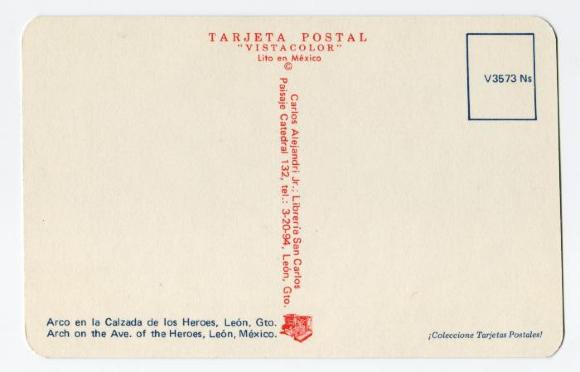 TARJETA POSTAL
"VISTACOLOR"
Lito en México
©
Carlos Alejandri Jr.: Librería San Carlos
Paisaje Catedral 132, tel.: 3-20-94, León, Gto.
V3573 Ns
Arco en la Calzada de los Heroes, León, Gto.
Arch on the Ave. of the Heroes, León, México.
¡Coleccione Tarjetas Postales!